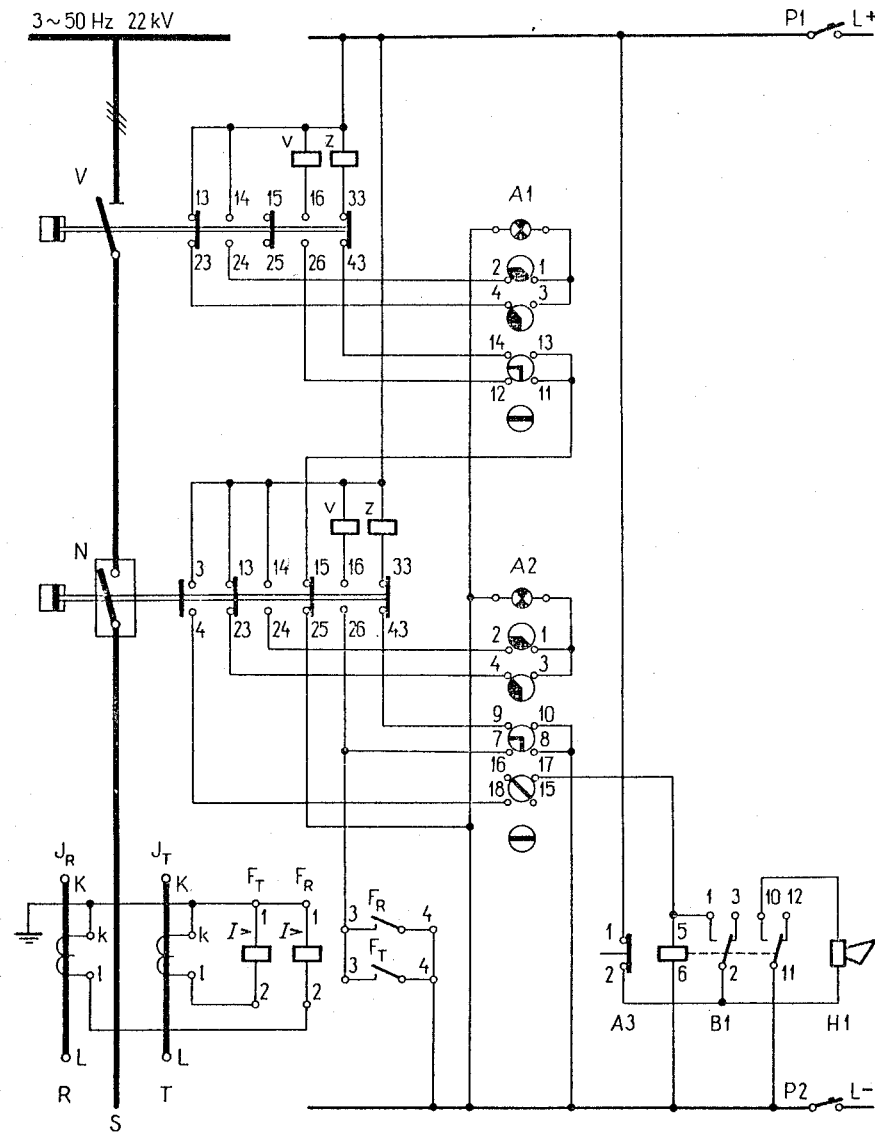 3~50 Hz 22 kV
P1 L+
V Z
V
13 14 15 16 33
A1
23 24 25 26 43
2 1
4 3
14 13
12 11
V Z
N
3 13 14 15 16 33
A2
4 23 24 25 26 43
2 1
4 3
9 10
7 8
16 17
18 15
J_R J_T F_T F_R
K K 1 1
F_R
3 4
1 3 10 12
k k I> I>
F_T
1 5
l l
3 4
2 6 2 11
2 2
A3 B1 H1
L L
R T
P2 L-
S